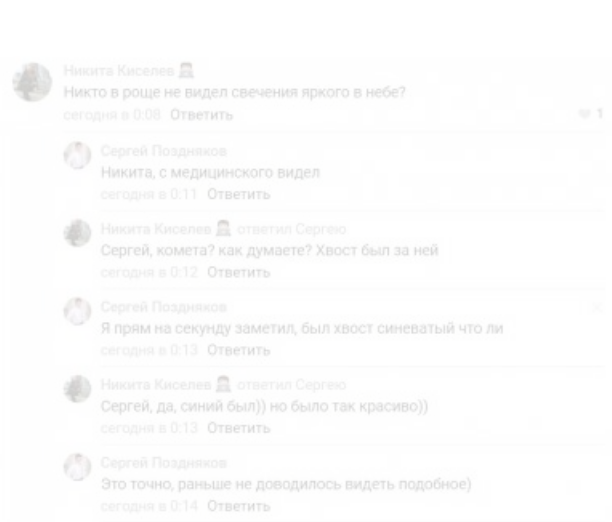 Никита Киселев
Никто в роще не видел свечения яркого в небе?
сегодня в 0:08 Ответить
1
Сергей Поздняков
Никита, с медицинского видел
сегодня в 0:11 Ответить
Никита Киселев ответил Сергею
Сергей, комета? как думаете? Хвост был за ней
сегодня в 0:12 Ответить
Сергей Поздняков
Я прям на секунду заметил, был хвост синеватый что ли
сегодня в 0:13 Ответить
Никита Киселев ответил Сергею
Сергей, да, синий был)) но было так красиво))
сегодня в 0:13 Ответить
Сергей Поздняков
Это точно, раньше не доводилось видеть подобное)
сегодня в 0:14 Ответить